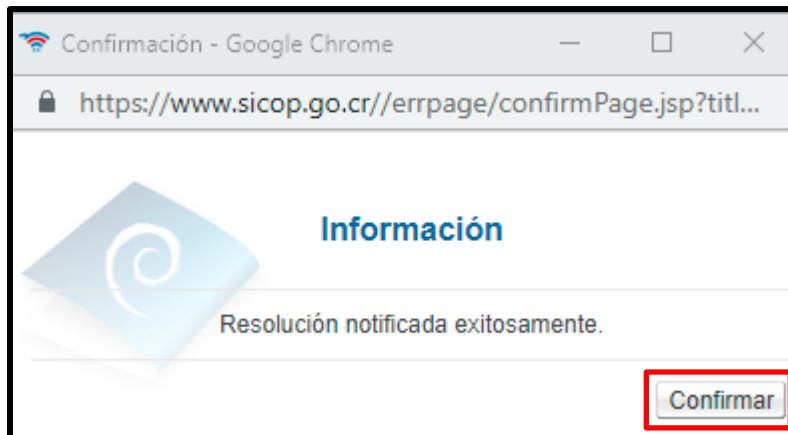 Confirmación - Google Chrome
https://www.sicop.go.cr//errpage/confirmPage.jsp?titl...
Información
Resolución notificada exitosamente.
Confirmar